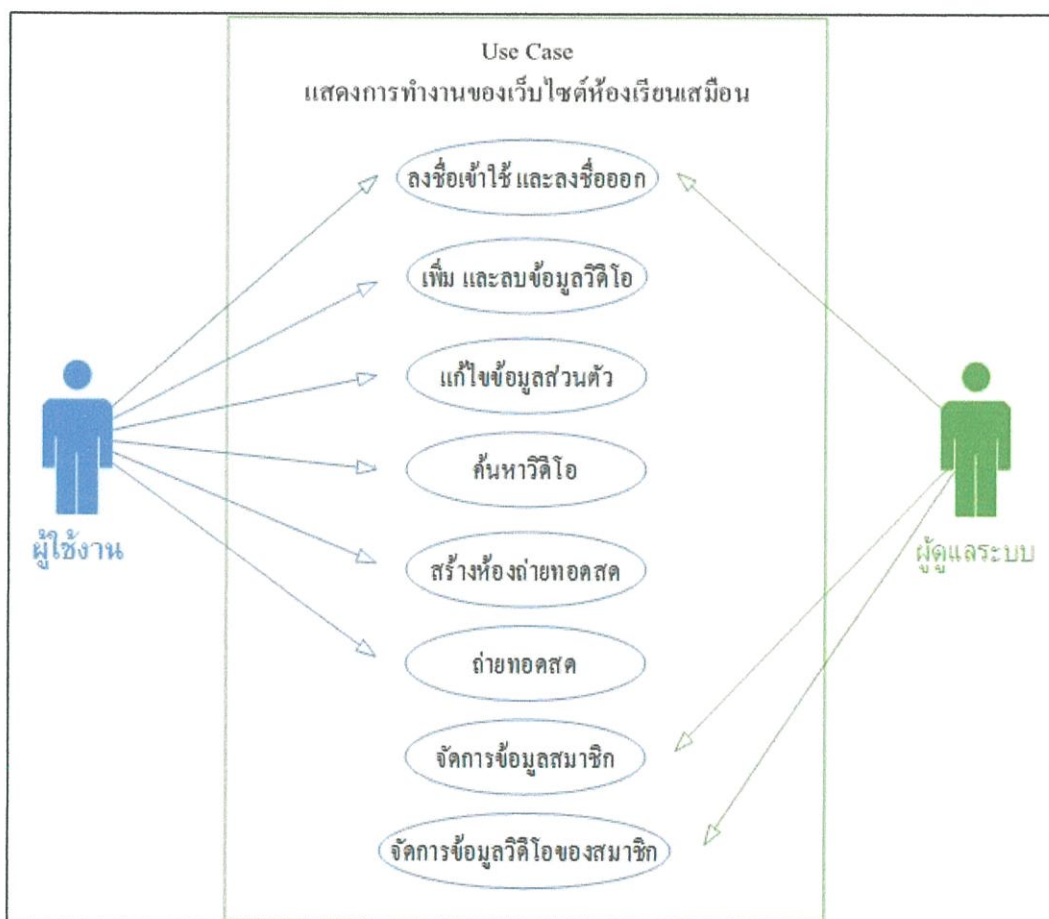 Use Case
แสดงการทำงานของเว็บไซต์ห้องเรียนเสมือน
ลงชื่อเข้าใช้ และลงชื่อออก
เพิ่ม และลบข้อมูลวิดีโอ
แก้ไขข้อมูลส่วนตัว
ค้นหาวิดีโอ
ผู้ใช้งาน
ผู้ดูแลระบบ
สร้างห้องถ่ายทอดสด
ถ่ายทอดสด
จัดการข้อมูลสมาชิก
จัดการข้อมูลวิดีโอของสมาชิก